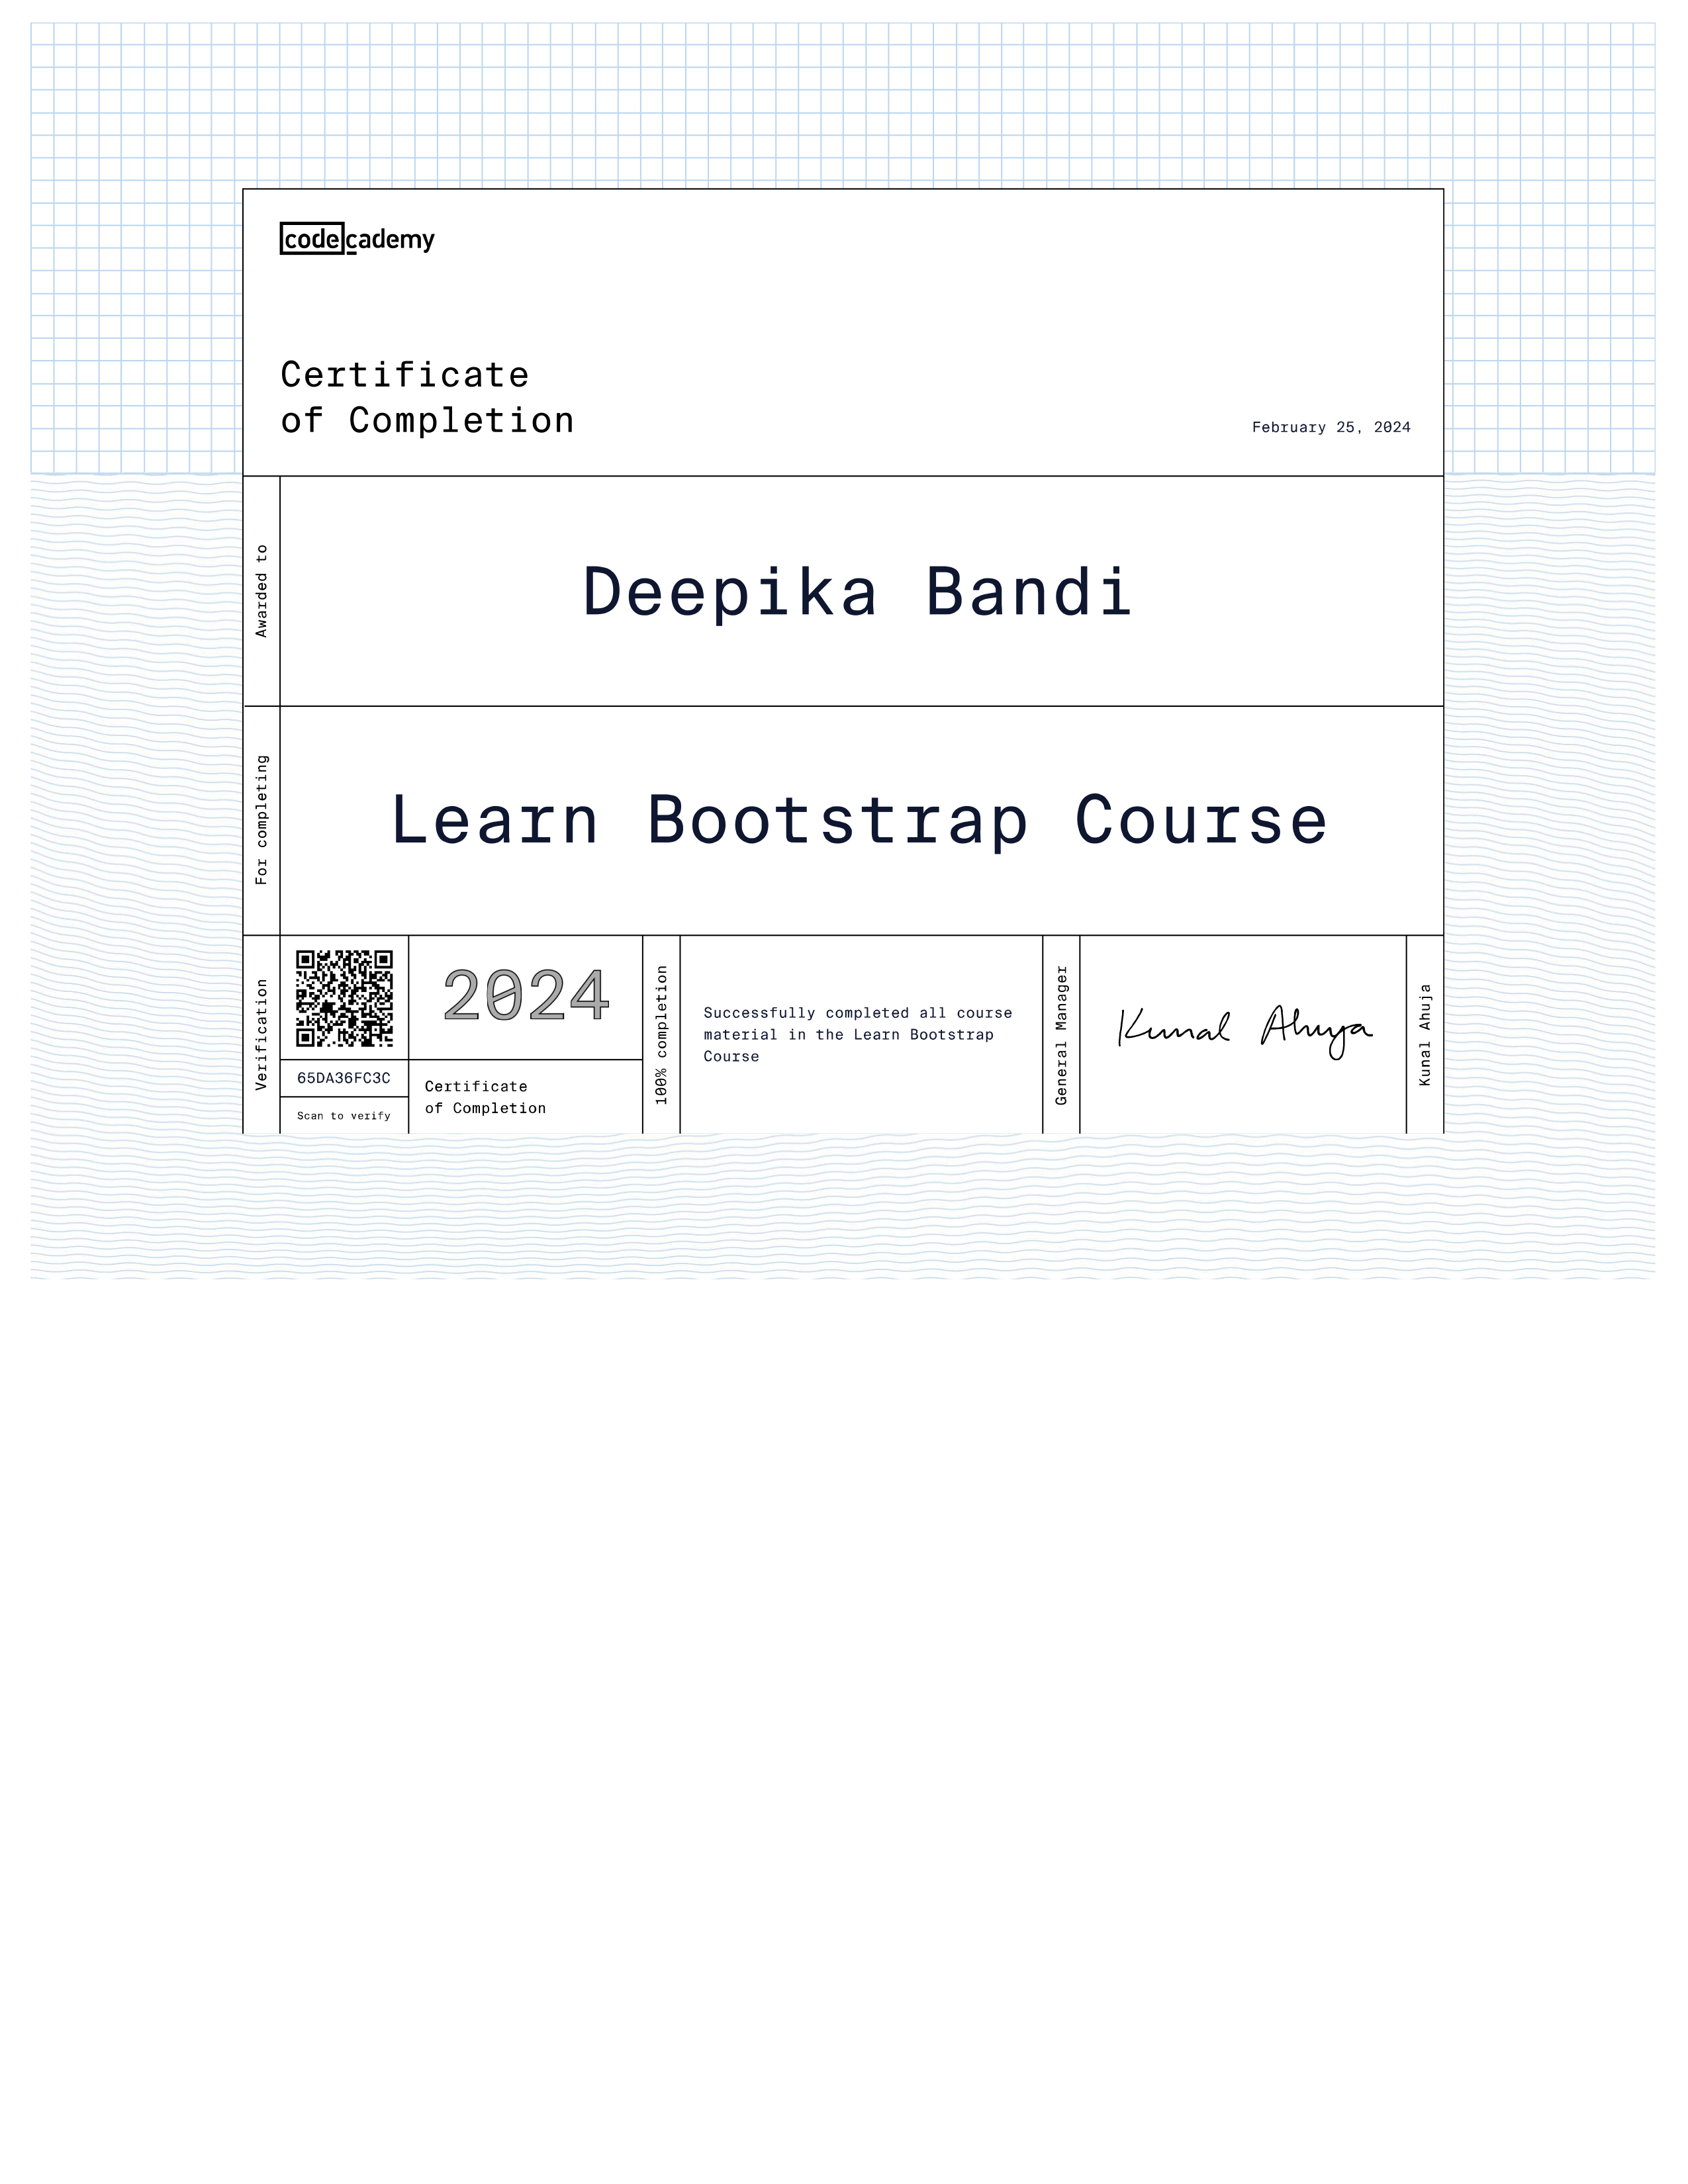 codecademy
Certificate
of Completion
February 25, 2024
Awarded to
Deepika Bandi
For completing
Learn Bootstrap Course
Verification
65DA36FC3C
Scan to verify
2024
Certificate
of Completion
100% completion
Successfully completed all course
material in the Learn Bootstrap
Course
General Manager
Kunal Ahuja
Kunal Ahuja